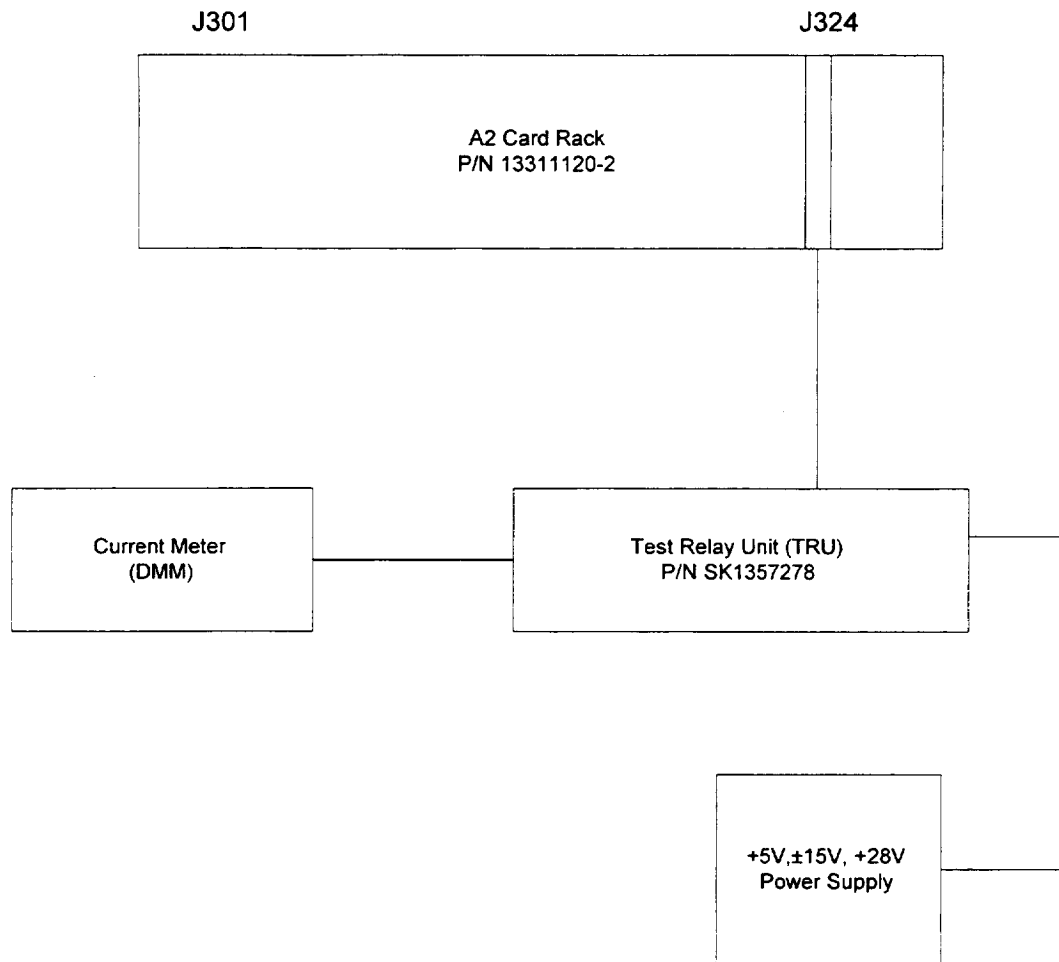 J301
J324
A2 Card Rack
P/N 13311120-2
Current Meter
(DMM)
Test Relay Unit (TRU)
P/N SK1357278
+5V,±15V, +28V
Power Supply